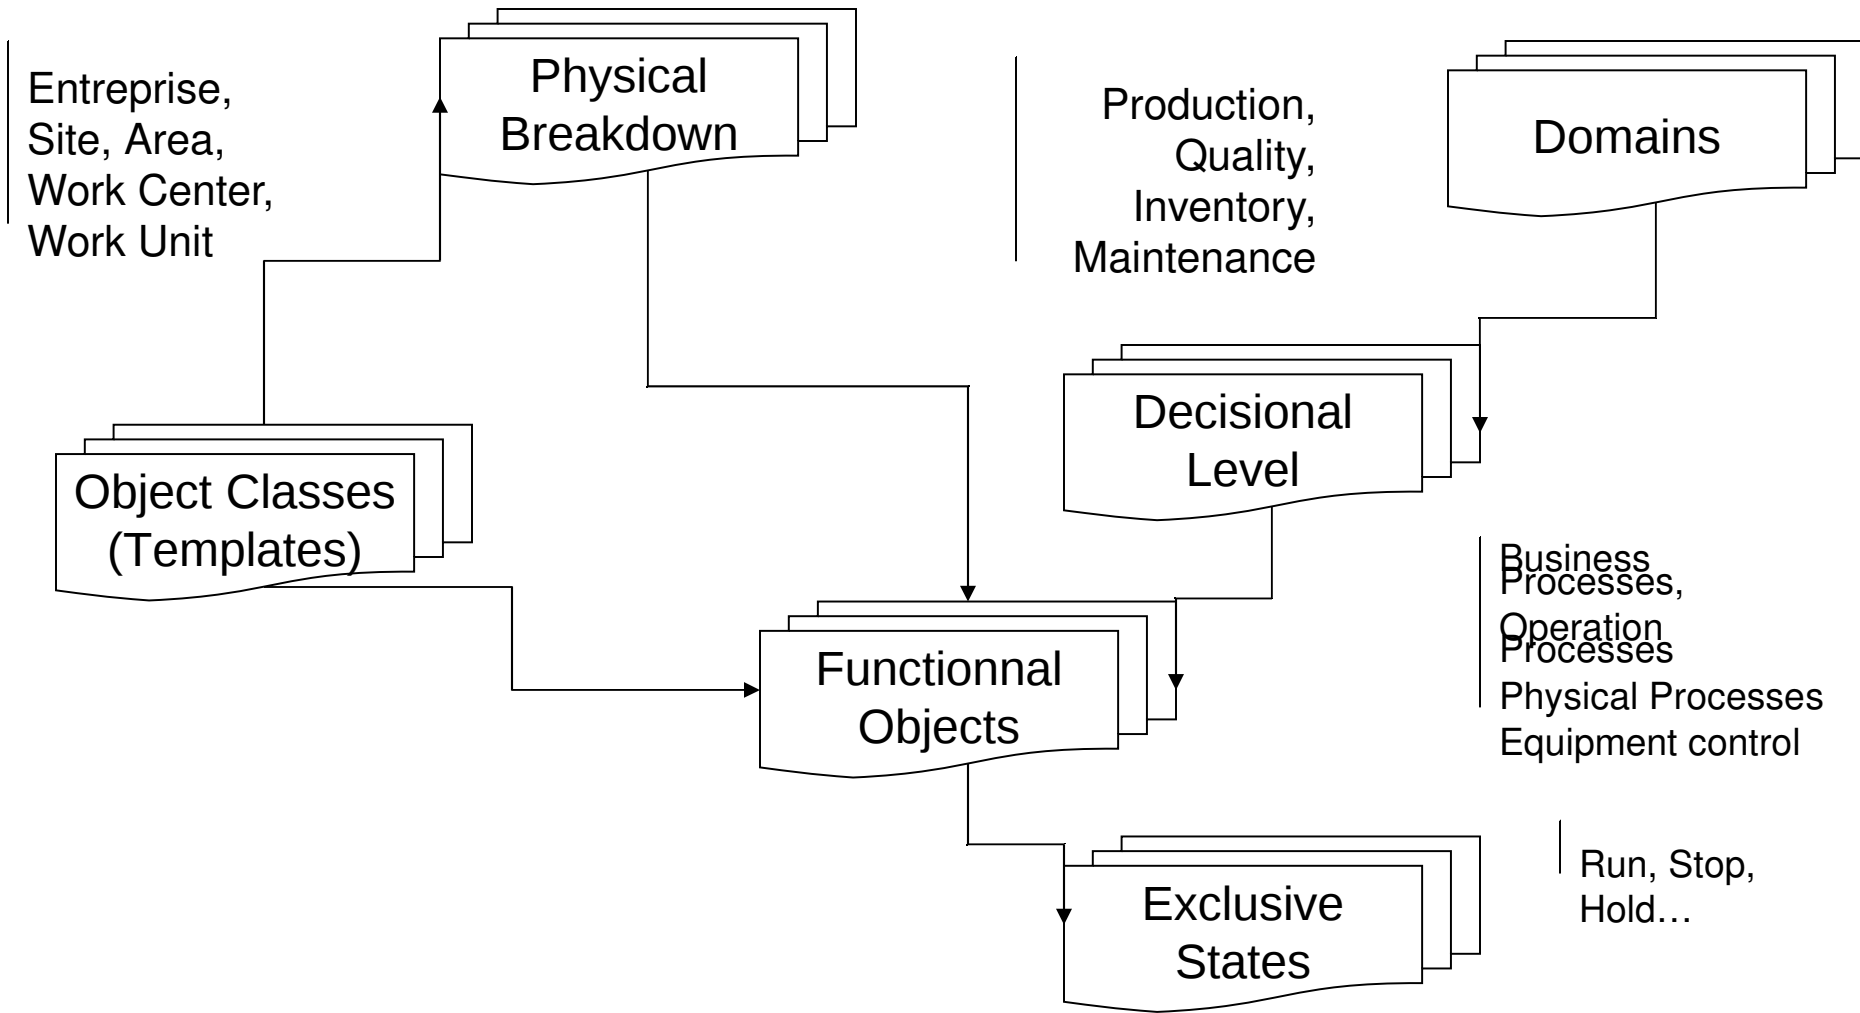 Entreprise,
Site, Area,
Work Center,
Work Unit
Physical
Breakdown
Production,
Quality,
Inventory,
Maintenance
Domains
Object Classes
(Templates)
Decisional
Level
Business
Processes,
Operation
Processes
Physical Processes
Equipment control
Functionnal
Objects
Exclusive
States
Run, Stop,
Hold…